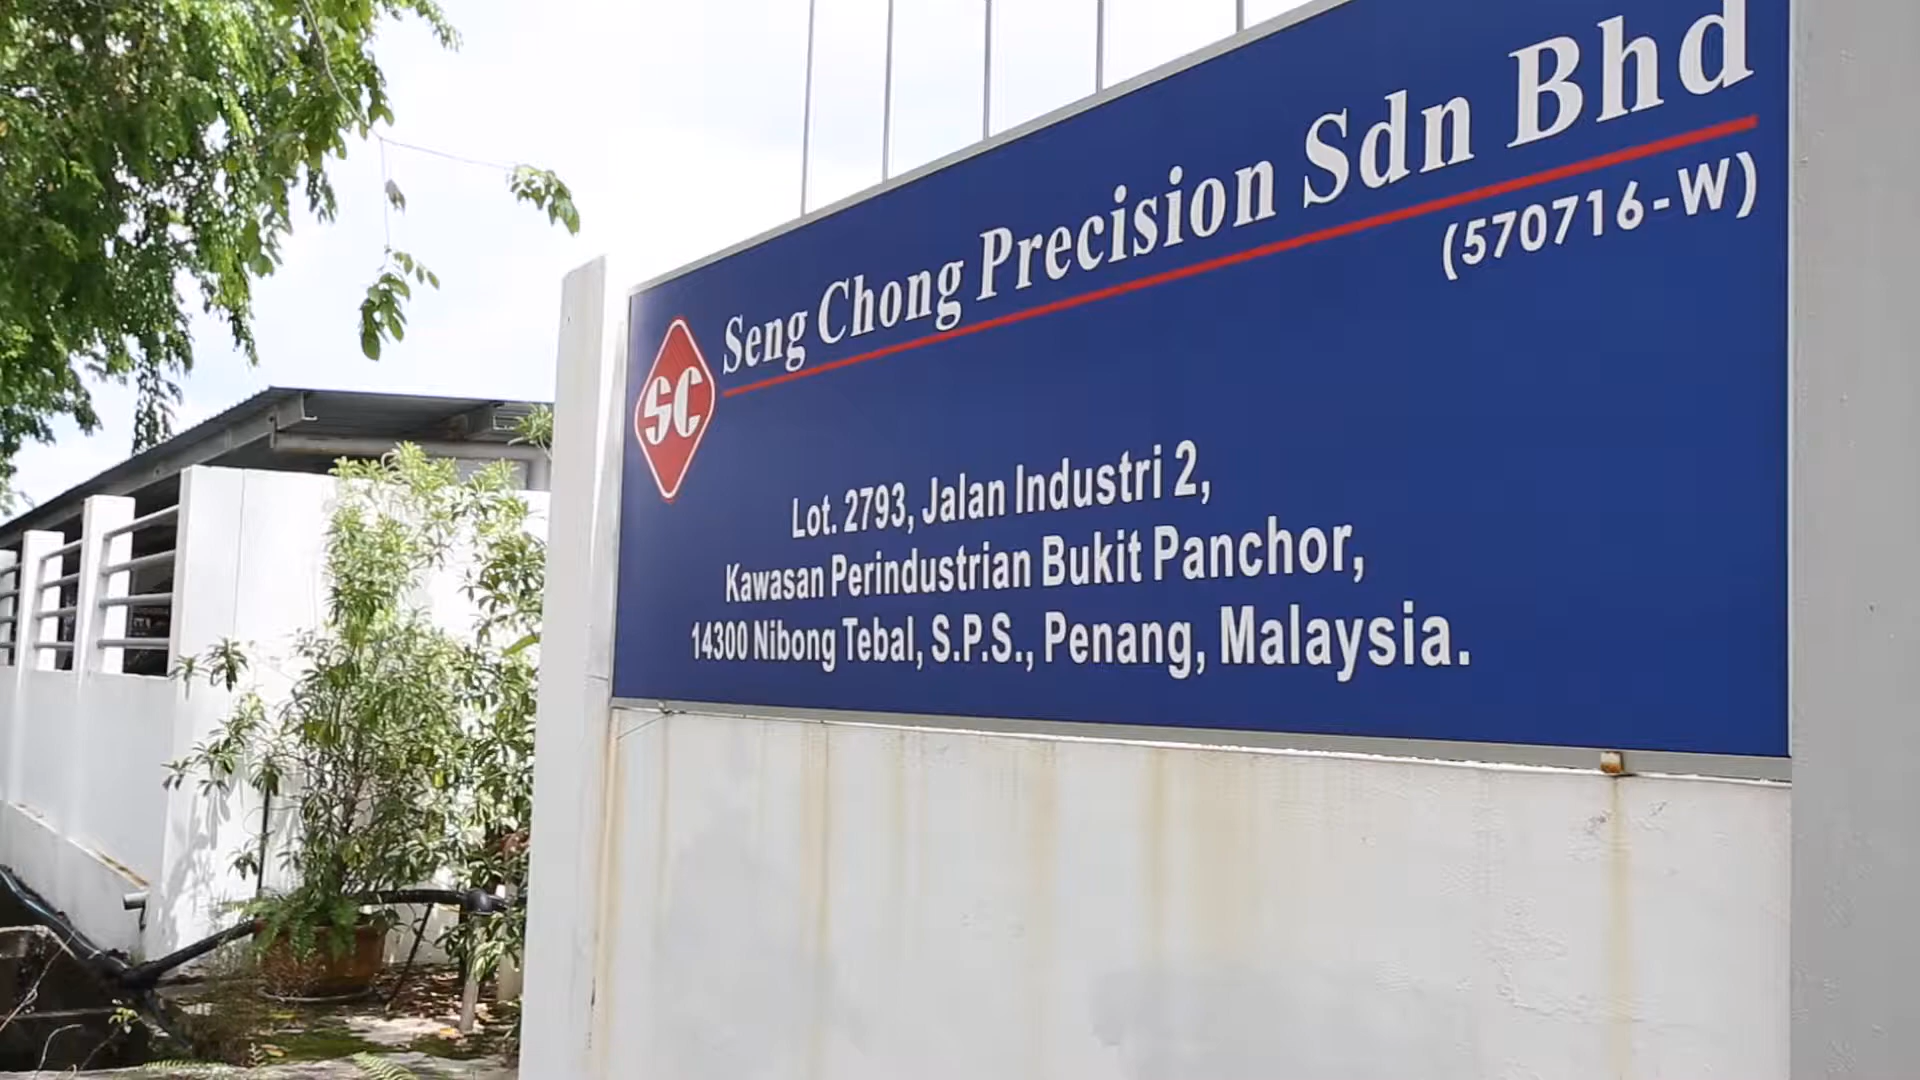 Seng Chong Precision Sdn Bhd
(570716-W)
SC
Lot. 2793, Jalan Industri 2,
Kawasan Perindustrian Bukit Panchor,
14300 Nibong Tebal, S.P.S., Penang, Malaysia.